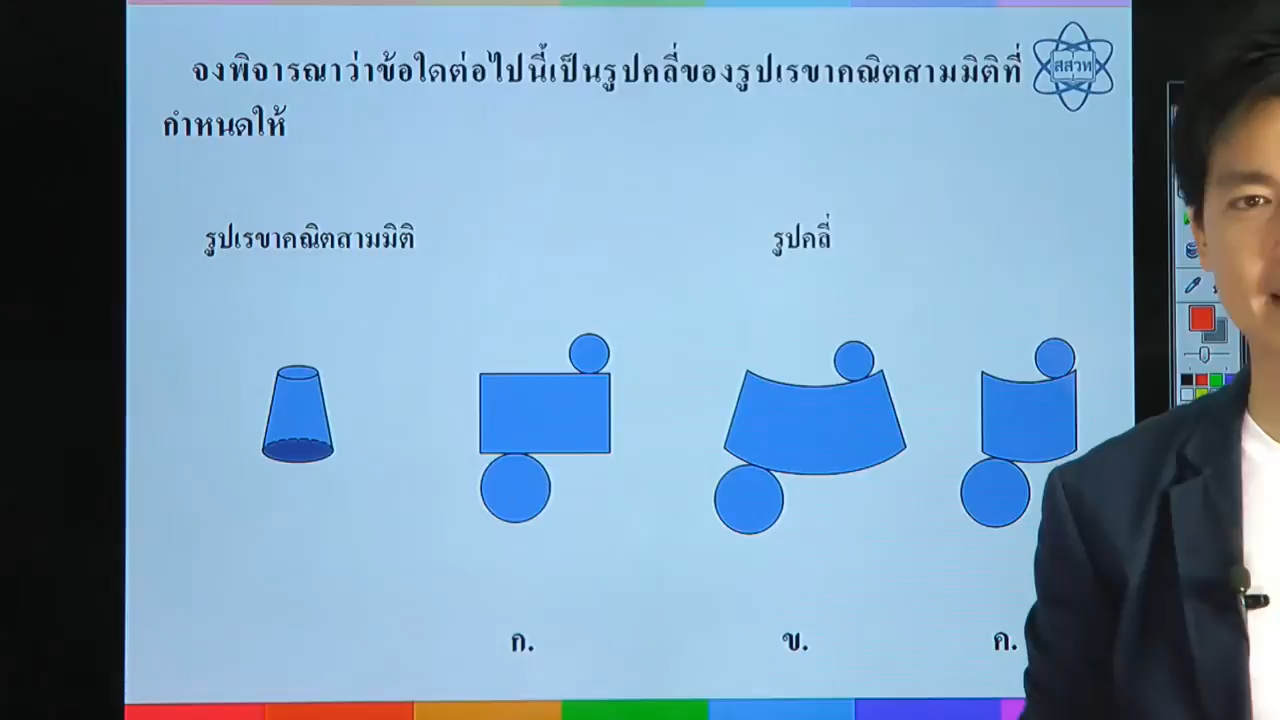 จงพิจารณาว่าข้อใดต่อไปนี้เป็นรูปคลี่ของรูปเรขาคณิตสามมิติที่
กำหนดให้
สสวท
รูปเรขาคณิตสามมิติ
รูปคลี่
ก.
ข.
ค.